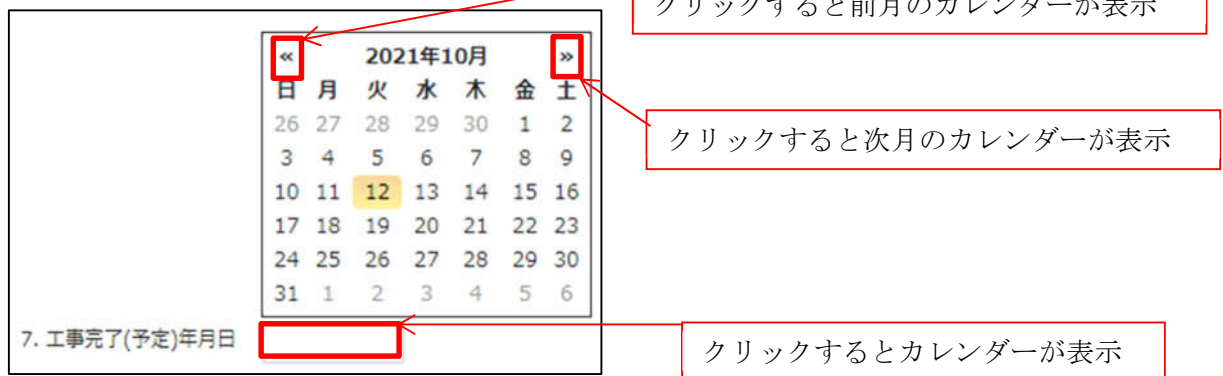 クリックすると前月のカレンダーが表示
« 2021年10月 »
日 月 火 水 木 金 土
26 27 28 29 30 1 2
3 4 5 6 7 8 9
10 11 12 13 14 15 16
17 18 19 20 21 22 23
24 25 26 27 28 29 30
31 1 2 3 4 5 6
クリックすると次月のカレンダーが表示
7. 工事完了(予定)年月日
クリックするとカレンダーが表示